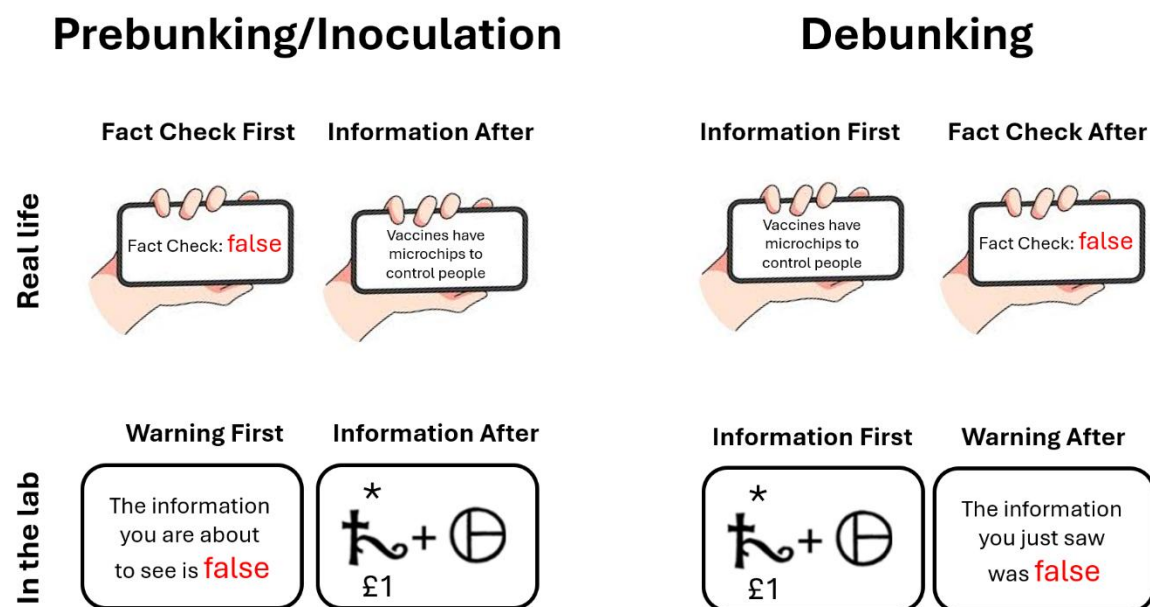 Prebunking/Inoculation
Debunking
Fact Check First
Information After
Information First
Fact Check After
Real life
Fact Check: false
Vaccines have
microchips to
control people
Vaccines have
microchips to
control people
Fact Check: false
Warning First
Information After
Information First
Warning After
In the lab
The information
you are about
to see is false
*
+
£1
*
+
£1
The information
you just saw
was false